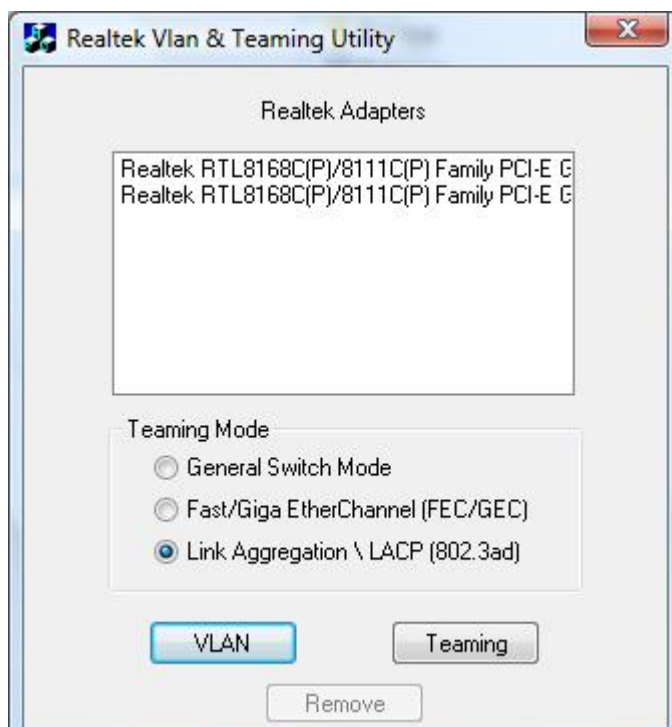 Realtek Vlan & Teaming Utility
Realtek Adapters
Realtek RTL8168C(P)/8111C(P) Family PCI-E G
Realtek RTL8168C(P)/8111C(P) Family PCI-E G
Teaming Mode
General Switch Mode
Fast/Giga EtherChannel (FEC/GEC)
Link Aggregation \ LACP (802.3ad)
VLAN
Teaming
Remove